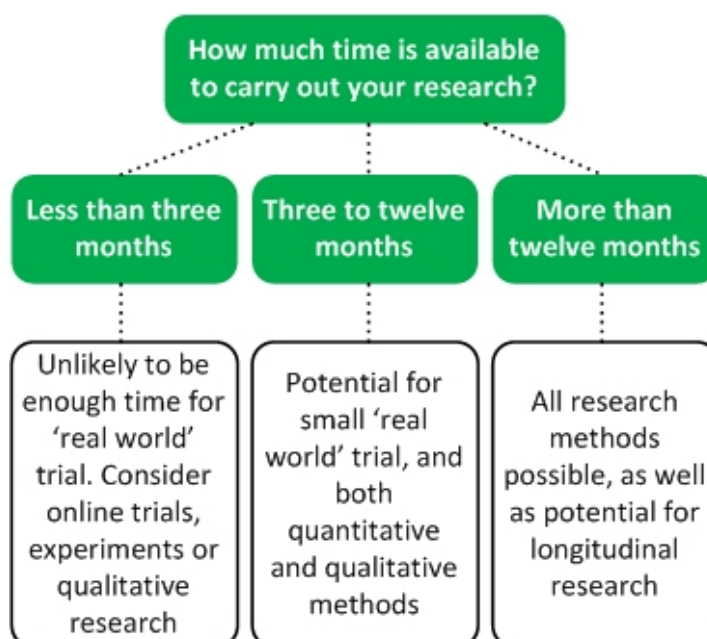 How much time is available
to carry out your research?
Less than three
months
Three to twelve
months
More than
twelve months
Unlikely to be
enough time for
‘real world’
trial. Consider
online trials,
experiments or
qualitative
research
Potential for
small ‘real
world’ trial, and
both
quantitative
and qualitative
methods
All research
methods
possible, as well
as potential for
longitudinal
research